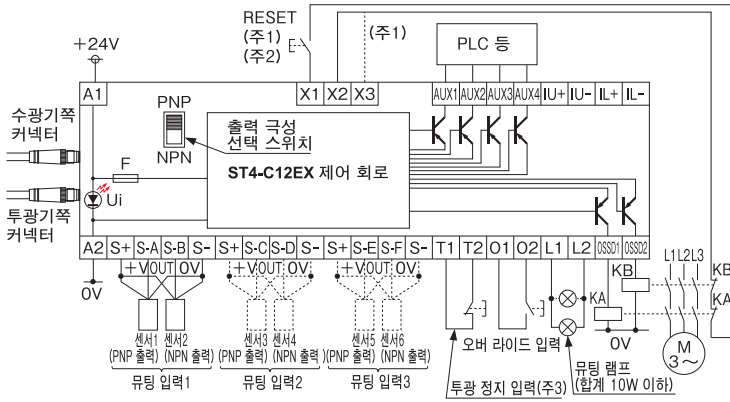 RESET
(주1)
(주2)
(주1)
PLC 등
+24V
A1
X1
X2
X3
AUX1
AUX2
AUX3
AUX4
IU+
IU-
IL+
IL-
수광기쪽
커넥터
투광기쪽
커넥터
PNP
NPN
출력 극성
선택 스위치
ST4-C12EX 제어 회로
F
Ui
A2
S+
S-A
S-B
S-
S+
S-C
S-D
S-
S+
S-E
S-F
S-
T1
T2
O1
O2
L1
L2
OSSD1
OSSD2
0V
+VOUT 0V
+VOUT 0V
+VOUT 0V
센서1
(PNP 출력)
센서2
(NPN 출력)
뮤팅 입력1
센서3
(PNP 출력)
센서4
(NPN 출력)
뮤팅 입력2
센서5
(PNP 출력)
센서6
(NPN 출력)
뮤팅 입력3
오버 라이드 입력
투광 정지 입력(주3)
뮤팅 램프
(합계 10W 이하)
KB
KA
0V
L1
L2
L3
KB
KA
M
3~